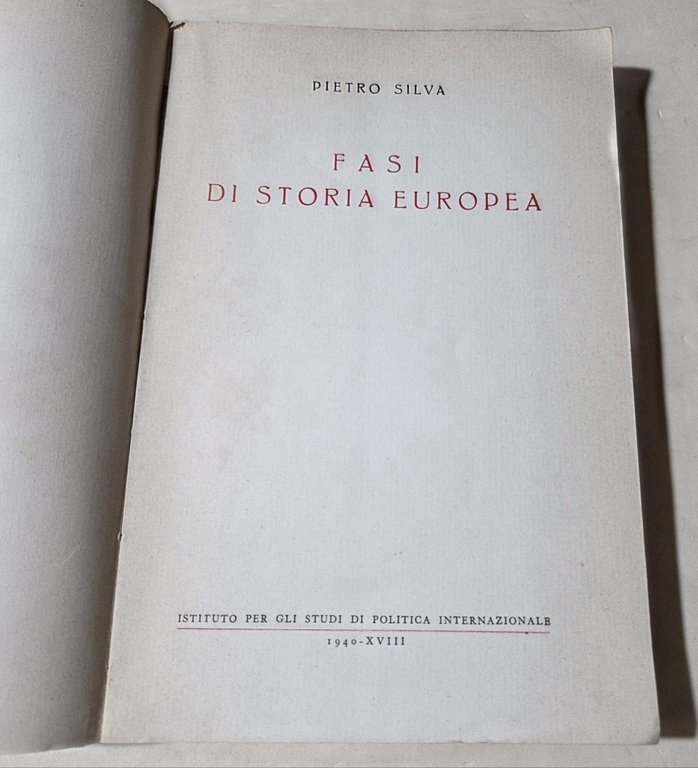 PIETRO SILVA
FASI
DI STORIA EUROPEA
ISTITUTO PER GLI STUDI DI POLITICA INTERNAZIONALE
1940-XVIII